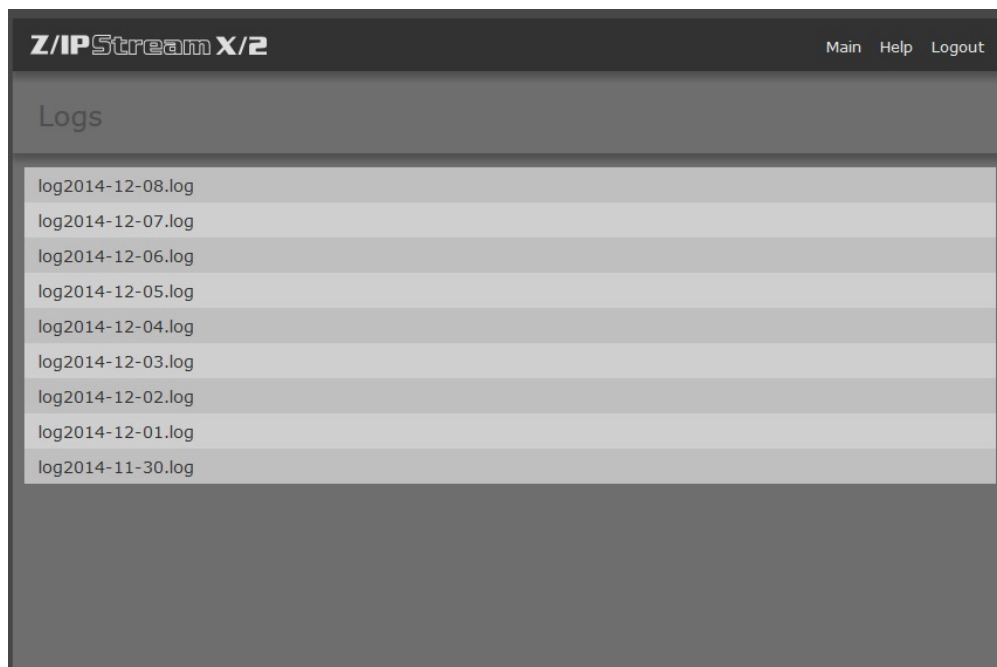 Z/IPStream X/2
Main Help Logout
Logs
log2014-12-08.log
log2014-12-07.log
log2014-12-06.log
log2014-12-05.log
log2014-12-04.log
log2014-12-03.log
log2014-12-02.log
log2014-12-01.log
log2014-11-30.log